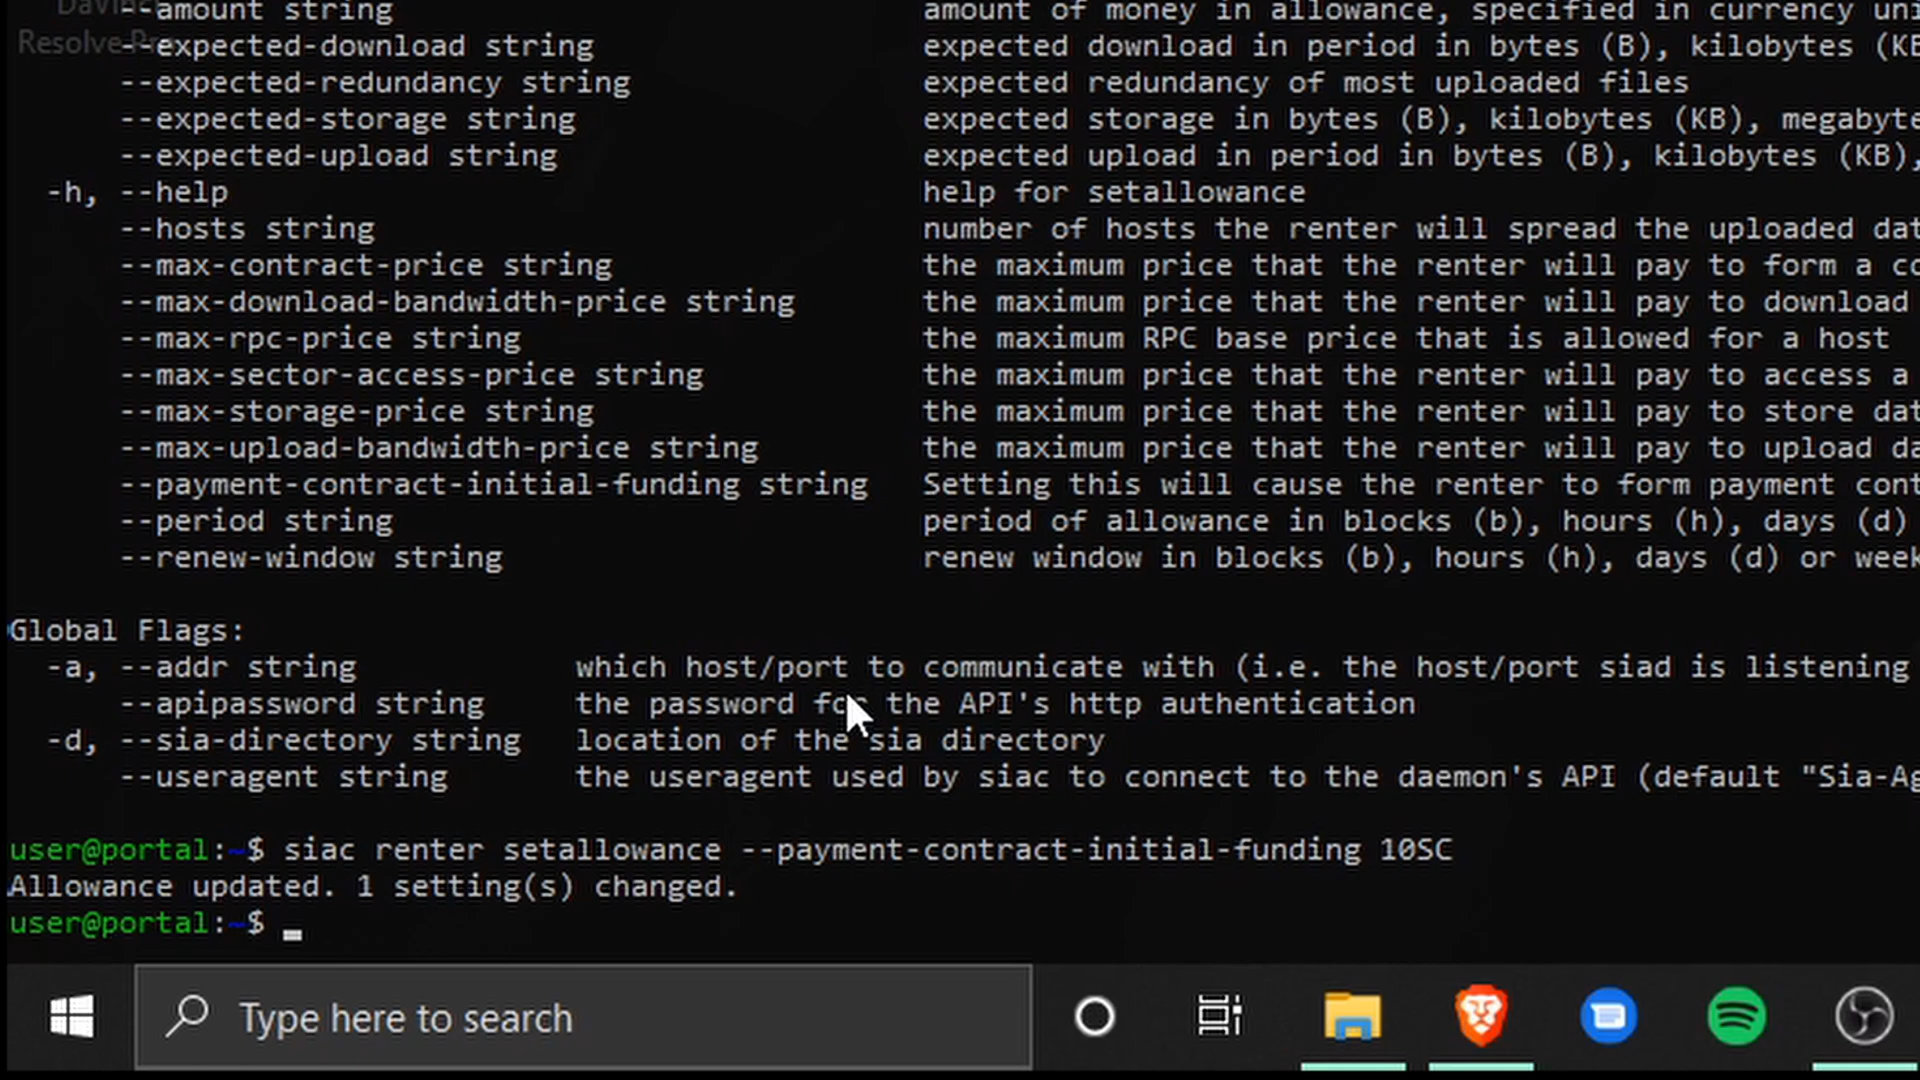 DaVinci
Resolve Pr
--amount string amount of money in allowance, specified in currency uni
--expected-download string expected download in period in bytes (B), kilobytes (KB
--expected-redundancy string expected redundancy of most uploaded files
--expected-storage string expected storage in bytes (B), kilobytes (KB), megabyte
--expected-upload string expected upload in period in bytes (B), kilobytes (KB),
-h, --help help for setallowance
--hosts string number of hosts the renter will spread the uploaded dat
--max-contract-price string the maximum price that the renter will pay to form a co
--max-download-bandwidth-price string the maximum price that the renter will pay to download
--max-rpc-price string the maximum RPC base price that is allowed for a host
--max-sector-access-price string the maximum price that the renter will pay to access a
--max-storage-price string the maximum price that the renter will pay to store dat
--max-upload-bandwidth-price string the maximum price that the renter will pay to upload da
--payment-contract-initial-funding string Setting this will cause the renter to form payment cont
--period string period of allowance in blocks (b), hours (h), days (d)
--renew-window string renew window in blocks (b), hours (h), days (d) or week
Global Flags:
-a, --addr string which host/port to communicate with (i.e. the host/port siad is listening
--apipassword string the password for the API's http authentication
-d, --sia-directory string location of the sia directory
--useragent string the useragent used by siac to connect to the daemon's API (default "Sia-Ag
user@portal:~$ siac renter setallowance --payment-contract-initial-funding 10SC
Allowance updated. 1 setting(s) changed.
user@portal:~$
Type here to search